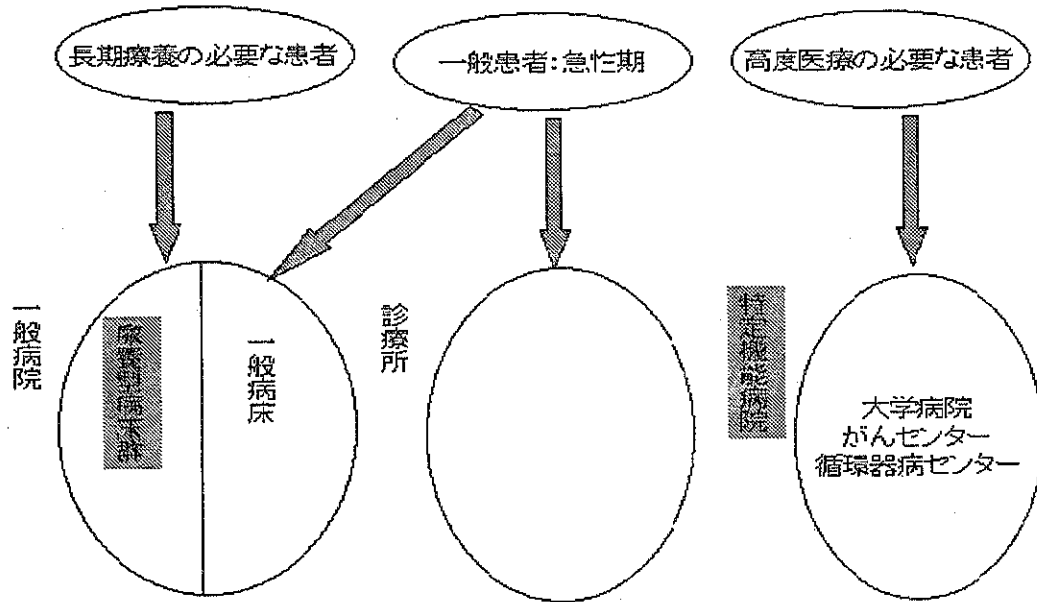 長期療養の必要な患者
一般患者:急性期
高度医療の必要な患者
一般病院
療養型病床群
一般病床
診療所
特定機能病院
大学病院
がんセンター
循環器病センター